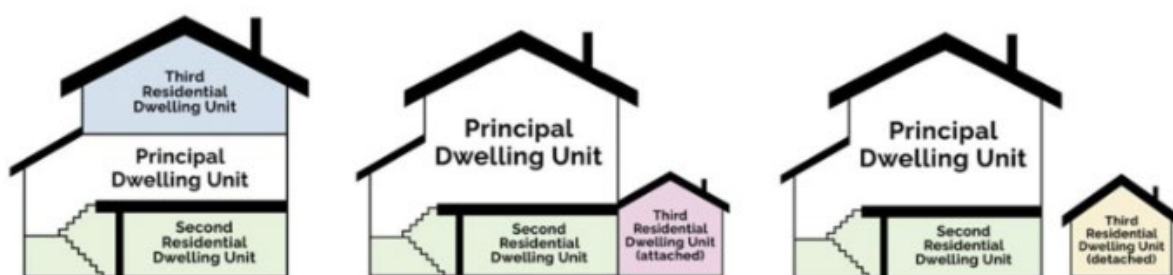 Third
Residential
Dwelling Unit
Principal
Dwelling Unit
Second
Residential
Dwelling Unit
Principal
Dwelling Unit
Second
Residential
Dwelling Unit
Third
Residential
Dwelling Unit
(attached)
Principal
Dwelling Unit
Second
Residential
Dwelling Unit
Third
Residential
Dwelling Unit
(detached)